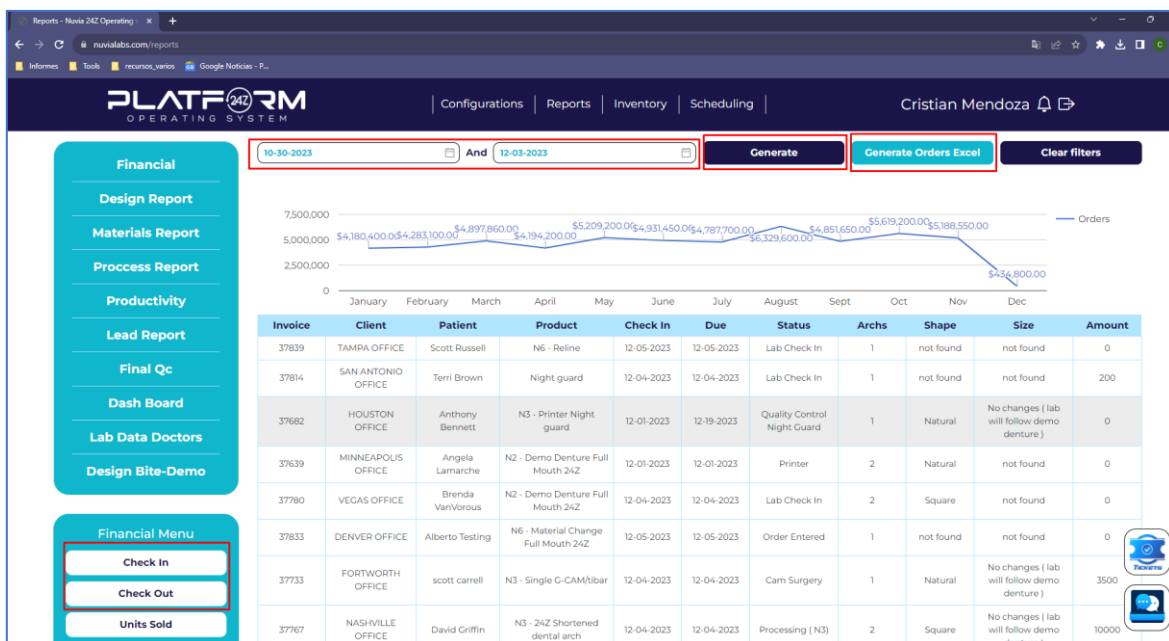 Reports - Nuvia 24Z Operating
nuvialabs.com/reports
Informes Tools recursos_varios Google Noticias - P...
PLATFORM 24Z
OPERATING SYSTEM
Configurations Reports Inventory Scheduling
Cristian Mendoza
Financial
Design Report
Materials Report
Proccess Report
Productivity
Lead Report
Final Qc
Dash Board
Lab Data Doctors
Design Bite-Demo
Financial Menu
Check In
Check Out
Units Sold
10-30-2023 And 12-03-2023 Generate Generate Orders Excel Clear filters
7,500,000
5,000,000
2,500,000
0
$4,180,400.00 $4,283,100.00 $4,897,860.00 $4,194,200.00 $5,209,200.00 $4,931,450.00 $4,787,700.00 $6,329,600.00 $4,851,650.00 $5,619,200.00 $5,188,550.00 $434,800.00
Orders
January February March April May June July August Sept Oct Nov Dec
Invoice Client Patient Product Check In Due Status Archs Shape Size Amount
37839 TAMPA OFFICE Scott Russell N6 - Reline 12-05-2023 12-05-2023 Lab Check In 1 not found not found 0
37814 SAN ANTONIO OFFICE Terri Brown Night guard 12-04-2023 12-04-2023 Lab Check In 1 not found not found 200
37682 HOUSTON OFFICE Anthony Bennett N3 - Printer Night guard 12-01-2023 12-19-2023 Quality Control Night Guard 1 Natural No changes ( lab will follow demo denture ) 0
37639 MINNEAPOLIS OFFICE Angela Lamarche N2 - Demo Denture Full Mouth 24Z 12-01-2023 12-01-2023 Printer 2 Natural not found 0
37780 VEGAS OFFICE Brenda VanVorous N2 - Demo Denture Full Mouth 24Z 12-04-2023 12-04-2023 Lab Check In 2 Square not found 0
37833 DENVER OFFICE Alberto Testing N6 - Material Change Full Mouth 24Z 12-05-2023 12-05-2023 Order Entered 1 not found not found 0
37733 FORTWORTH OFFICE scott carrell N3 - Single G-CAM/tibar 12-04-2023 12-04-2023 Cam Surgery 1 Natural No changes ( lab will follow demo denture ) 3500
37767 NASHVILLE OFFICE David Griffin N3 - 24Z Shortened dental arch 12-04-2023 12-04-2023 Processing ( N3) 2 Square No changes ( lab will follow demo 10000
TICKETS